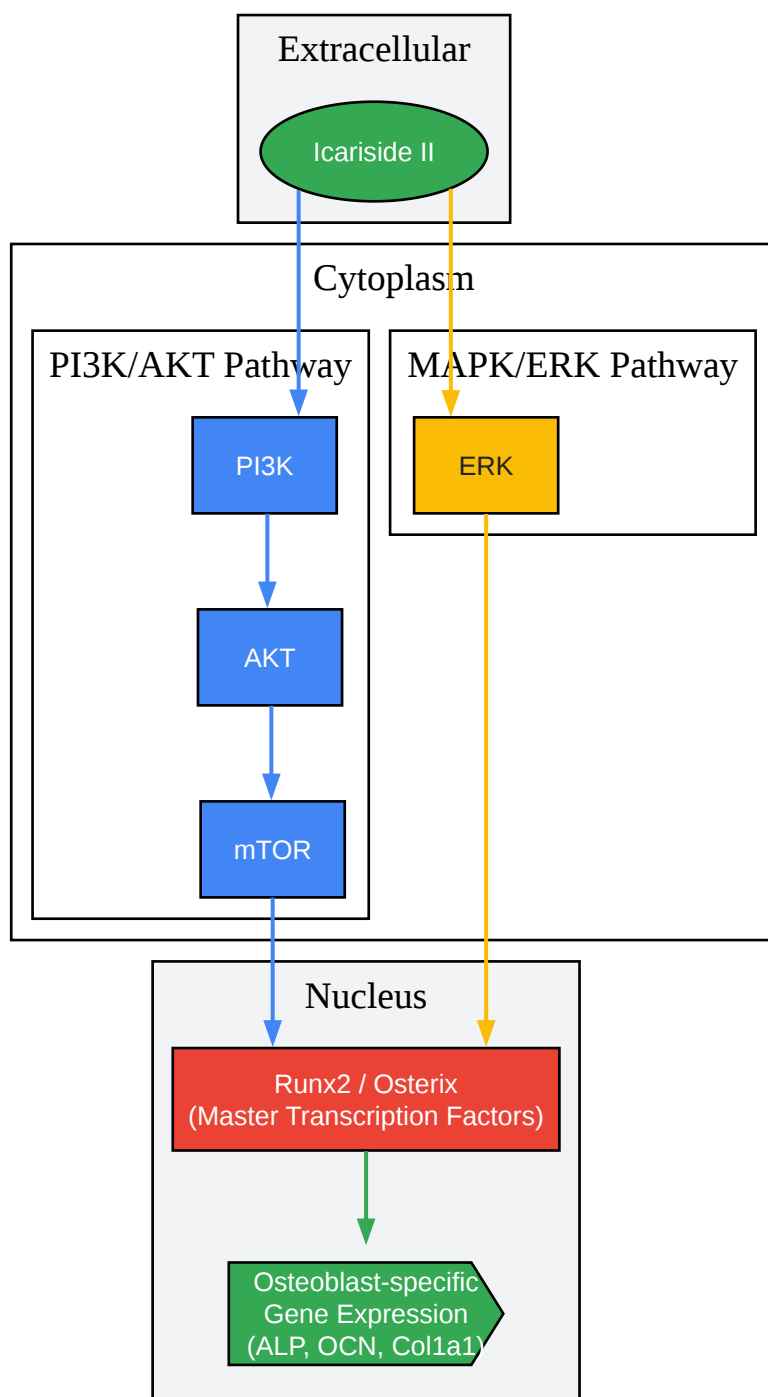 Extracellular
Icariside II
Cytoplasm
PI3K/AKT Pathway
MAPK/ERK Pathway
PI3K
ERK
AKT
mTOR
Nucleus
Runx2 / Osterix
(Master Transcription Factors)
Osteoblast-specific
Gene Expression
(ALP, OCN, Col1a1)